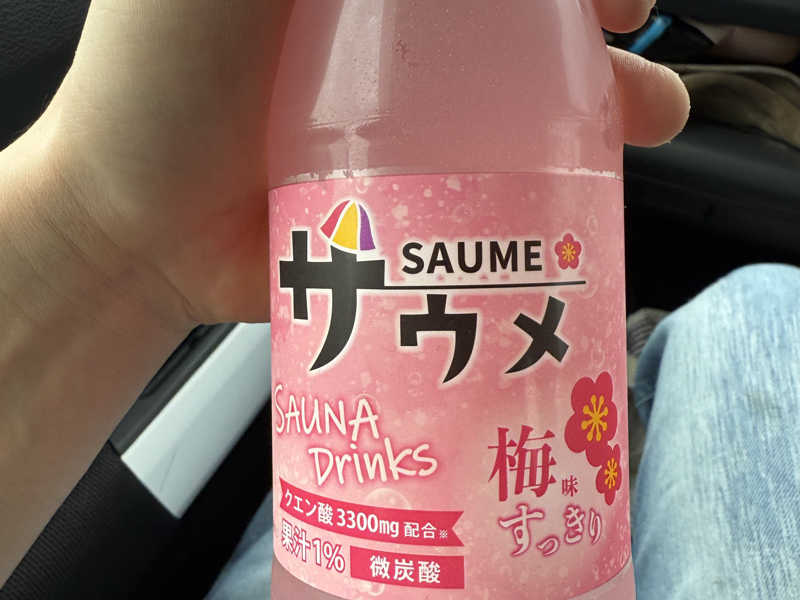 SAUME
サウメ
SAUNA
Drinks
梅味
すっきり
クエン酸3300mg配合※
果汁1%
微炭酸